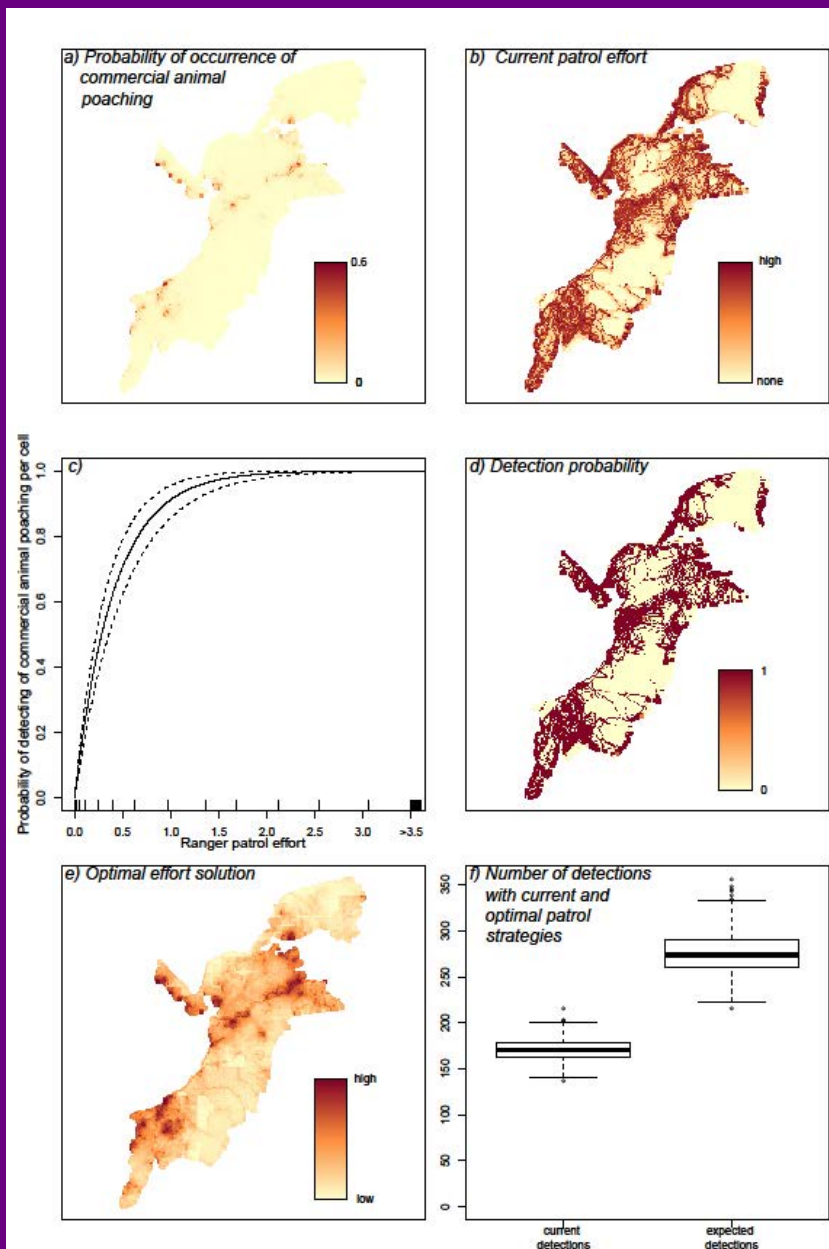 a) Probability of occurrence of
commercial animal
poaching
0.6
0
b) Current patrol effort
high
none
c)
Probability of detecting of commercial animal poaching per cell
1.0
0.8
0.6
0.4
0.2
0.0
0.0 0.5 1.0 1.5 2.0 2.5 3.0 >3.5
Ranger patrol effort
d) Detection probability
1
0
e) Optimal effort solution
high
low
f) Number of detections
with current and
optimal patrol
strategies
350
300
250
200
150
100
50
0
current expected
detections detections